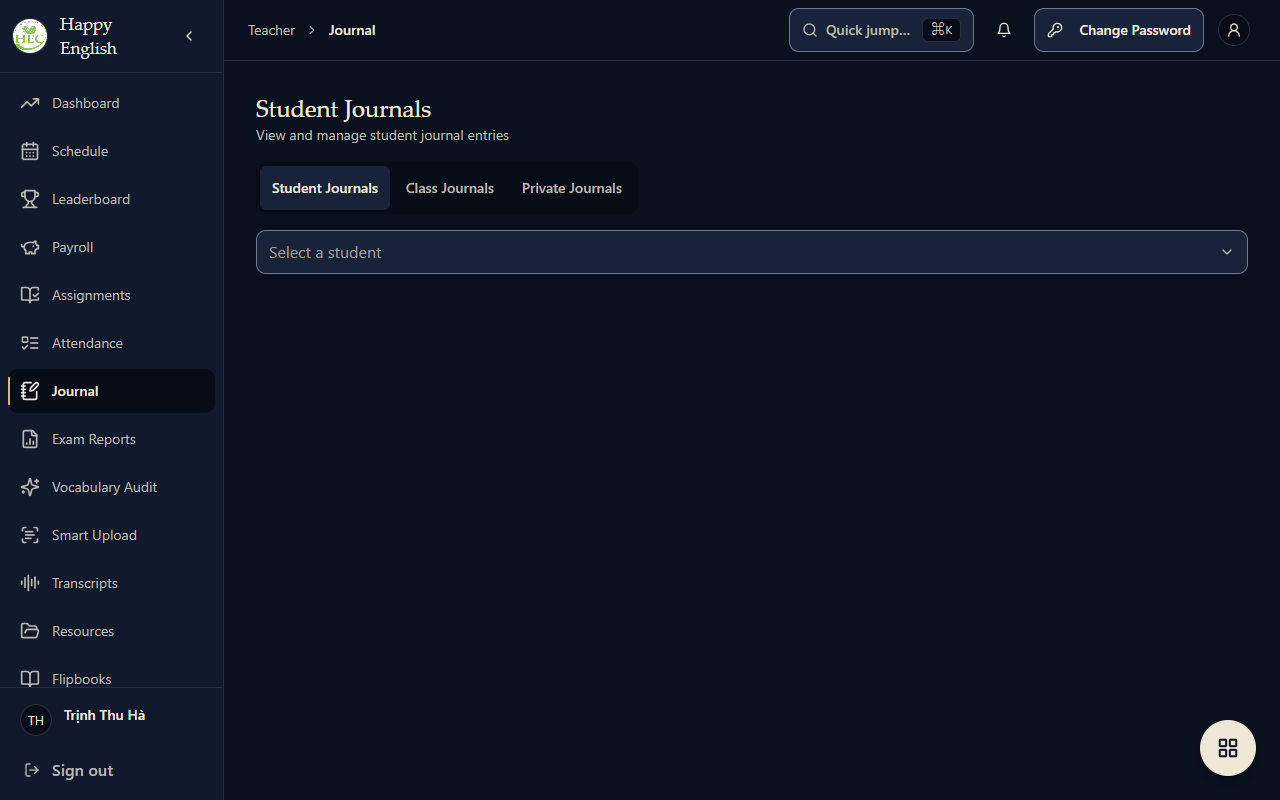 HEC
Happy
English
Teacher
Journal
Quick jump...
⌘K
Change Password
Dashboard
Schedule
Leaderboard
Payroll
Assignments
Attendance
Journal
Exam Reports
Vocabulary Audit
Smart Upload
Transcripts
Resources
Flipbooks
TH
Trịnh Thu Hà
Sign out
Student Journals
View and manage student journal entries
Student Journals
Class Journals
Private Journals
Select a student